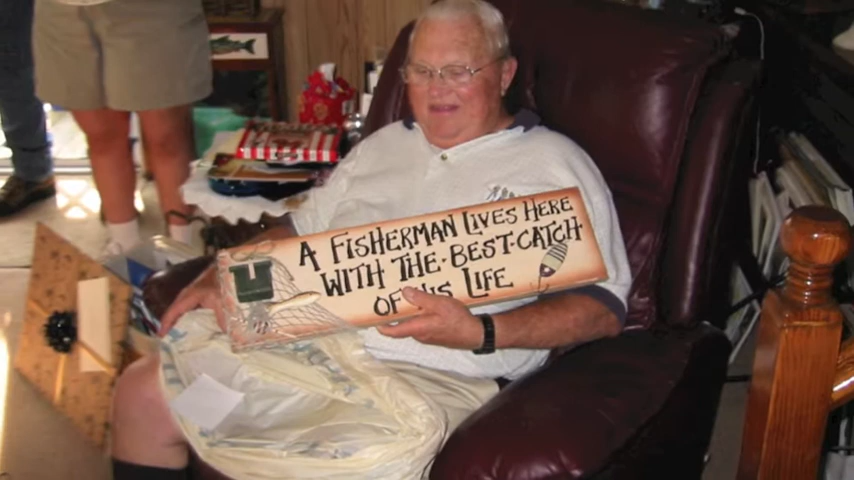 A FISHERMAN LIVES HERE
WITH THE·BEST·CATCH
OF HIS LIFE